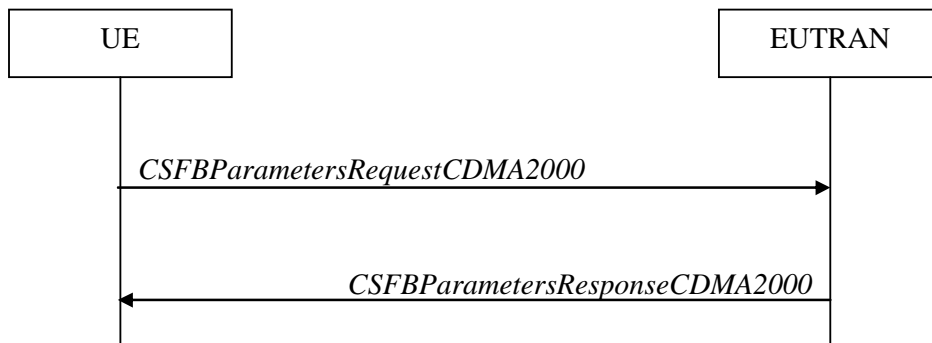 UE
EUTRAN
CSFBParametersRequestCDMA2000
CSFBParametersResponseCDMA2000